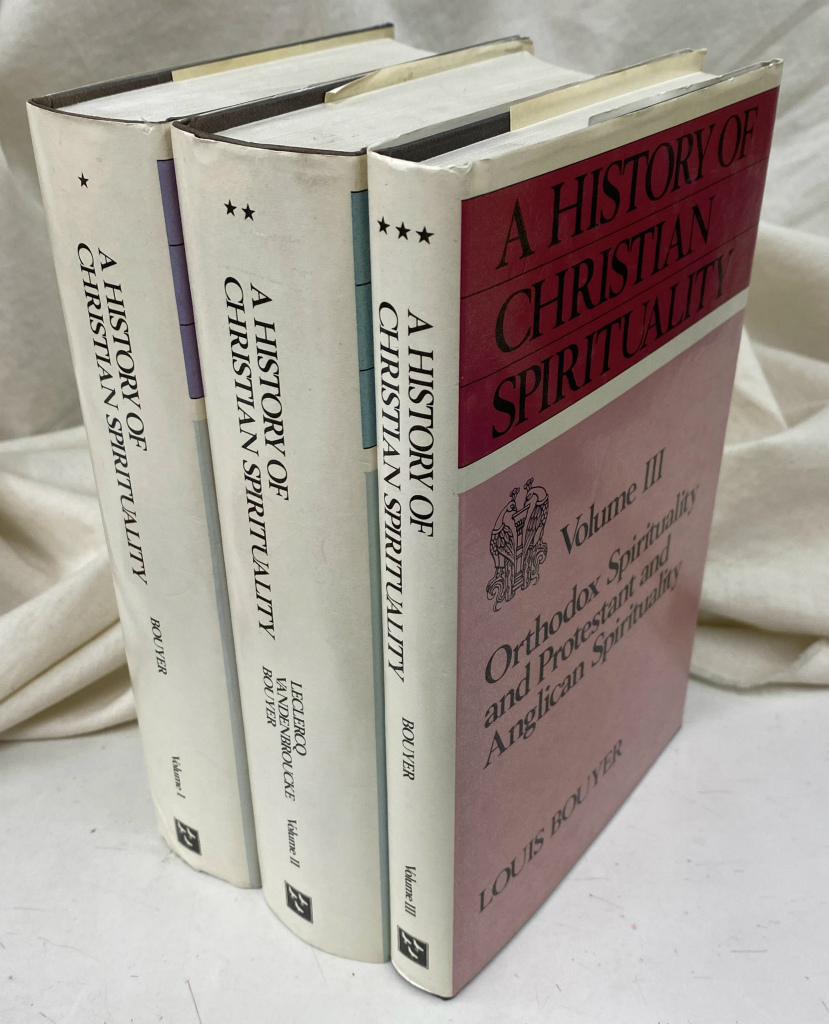 ★
A HISTORY OF
CHRISTIAN SPIRITUALITY
BOUYER
Volume I
★★
A HISTORY OF
CHRISTIAN SPIRITUALITY
LECLERCQ
VANDENBROUCKE
BOUYER
Volume II
★★★
A HISTORY OF
CHRISTIAN SPIRITUALITY
BOUYER
Volume III
A HISTORY OF
CHRISTIAN
SPIRITUALITY
Volume III
Orthodox Spirituality
and Protestant and
Anglican Spirituality
LOUIS BOUYER